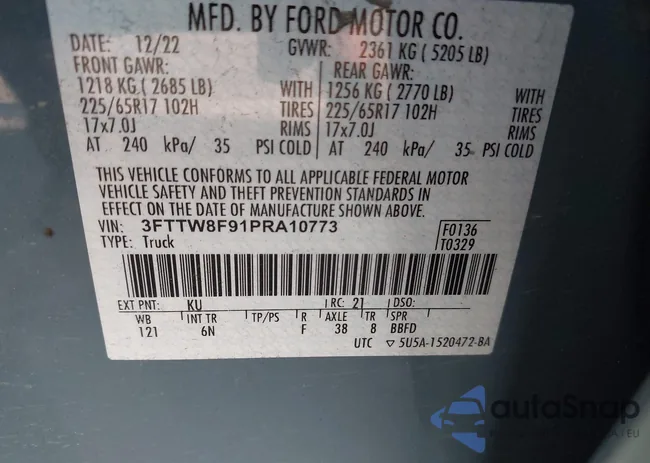 MFD. BY FORD MOTOR CO.
DATE: 12/22 GVWR: 2361 KG ( 5205 LB)
FRONT GAWR: REAR GAWR:
1218 KG ( 2685 LB) WITH 1256 KG ( 2770 LB) WITH
225/65R17 102H TIRES 225/65R17 102H TIRES
17x7.0J RIMS 17x7.0J RIMS
AT 240 kPa/ 35 PSI COLD AT 240 kPa/ 35 PSI COLD
THIS VEHICLE CONFORMS TO ALL APPLICABLE FEDERAL MOTOR
VEHICLE SAFETY AND THEFT PREVENTION STANDARDS IN
EFFECT ON THE DATE OF MANUFACTURE SHOWN ABOVE.
VIN: 3FTTW8F91PRA10773 F0136
TYPE: Truck T0329
EXT PNT: KU RC: 21 DSO:
WB INT TR TP/PS R AXLE TR SPR
121 6N F 38 8 BBFD
UTC ▽ 5U5A-1520472-BA
autoSnap